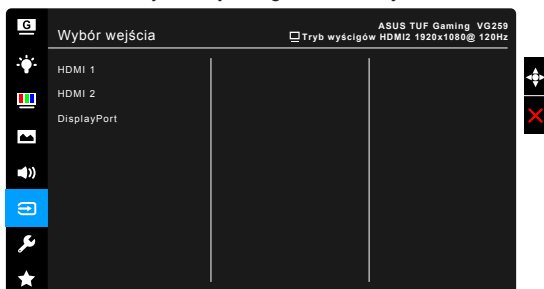 G
Wybór wejścia
ASUS TUF Gaming VG259
Tryb wyścigów HDMI2 1920x1080@ 120Hz
HDMI 1
HDMI 2
DisplayPort